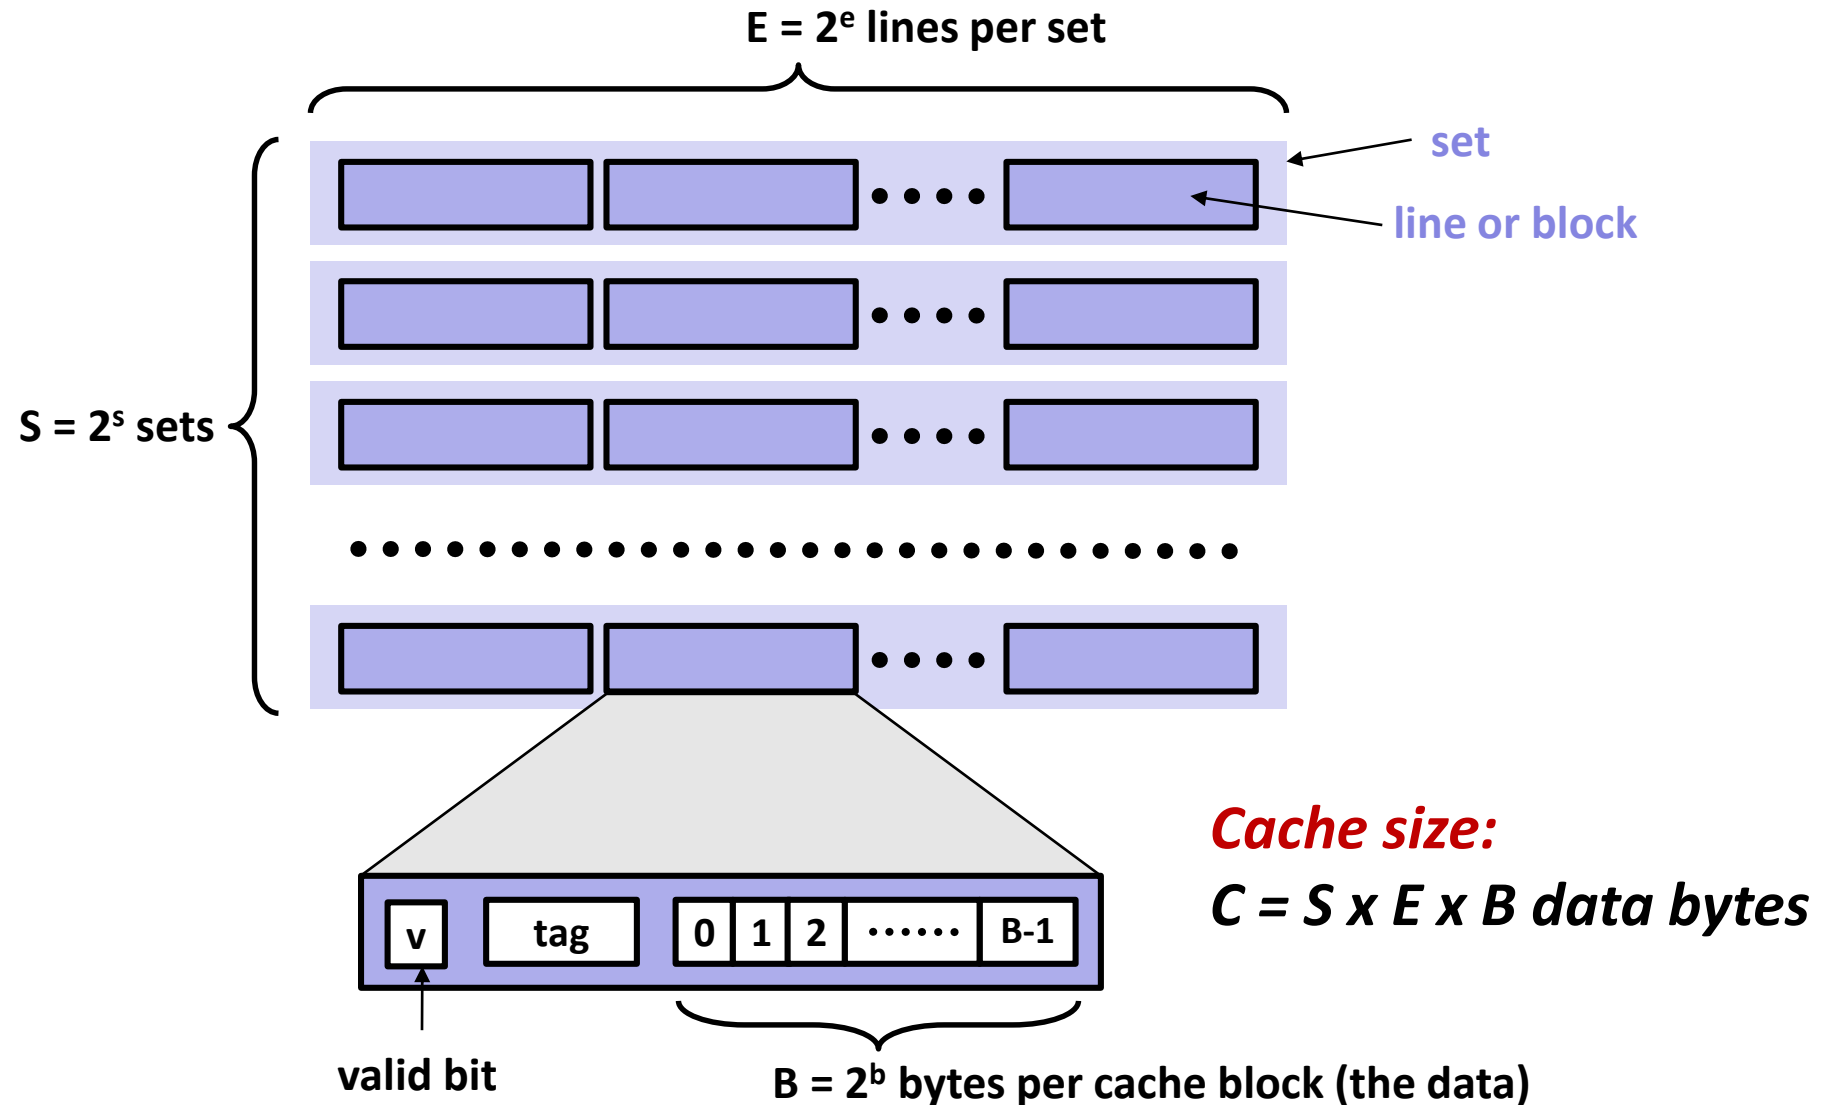 E = 2ᵉ lines per set
set
line or block
S = 2ˢ sets
Cache size:
C = S x E x B data bytes
v
tag
0
1
2
B-1
valid bit
B = 2ᵇ bytes per cache block (the data)